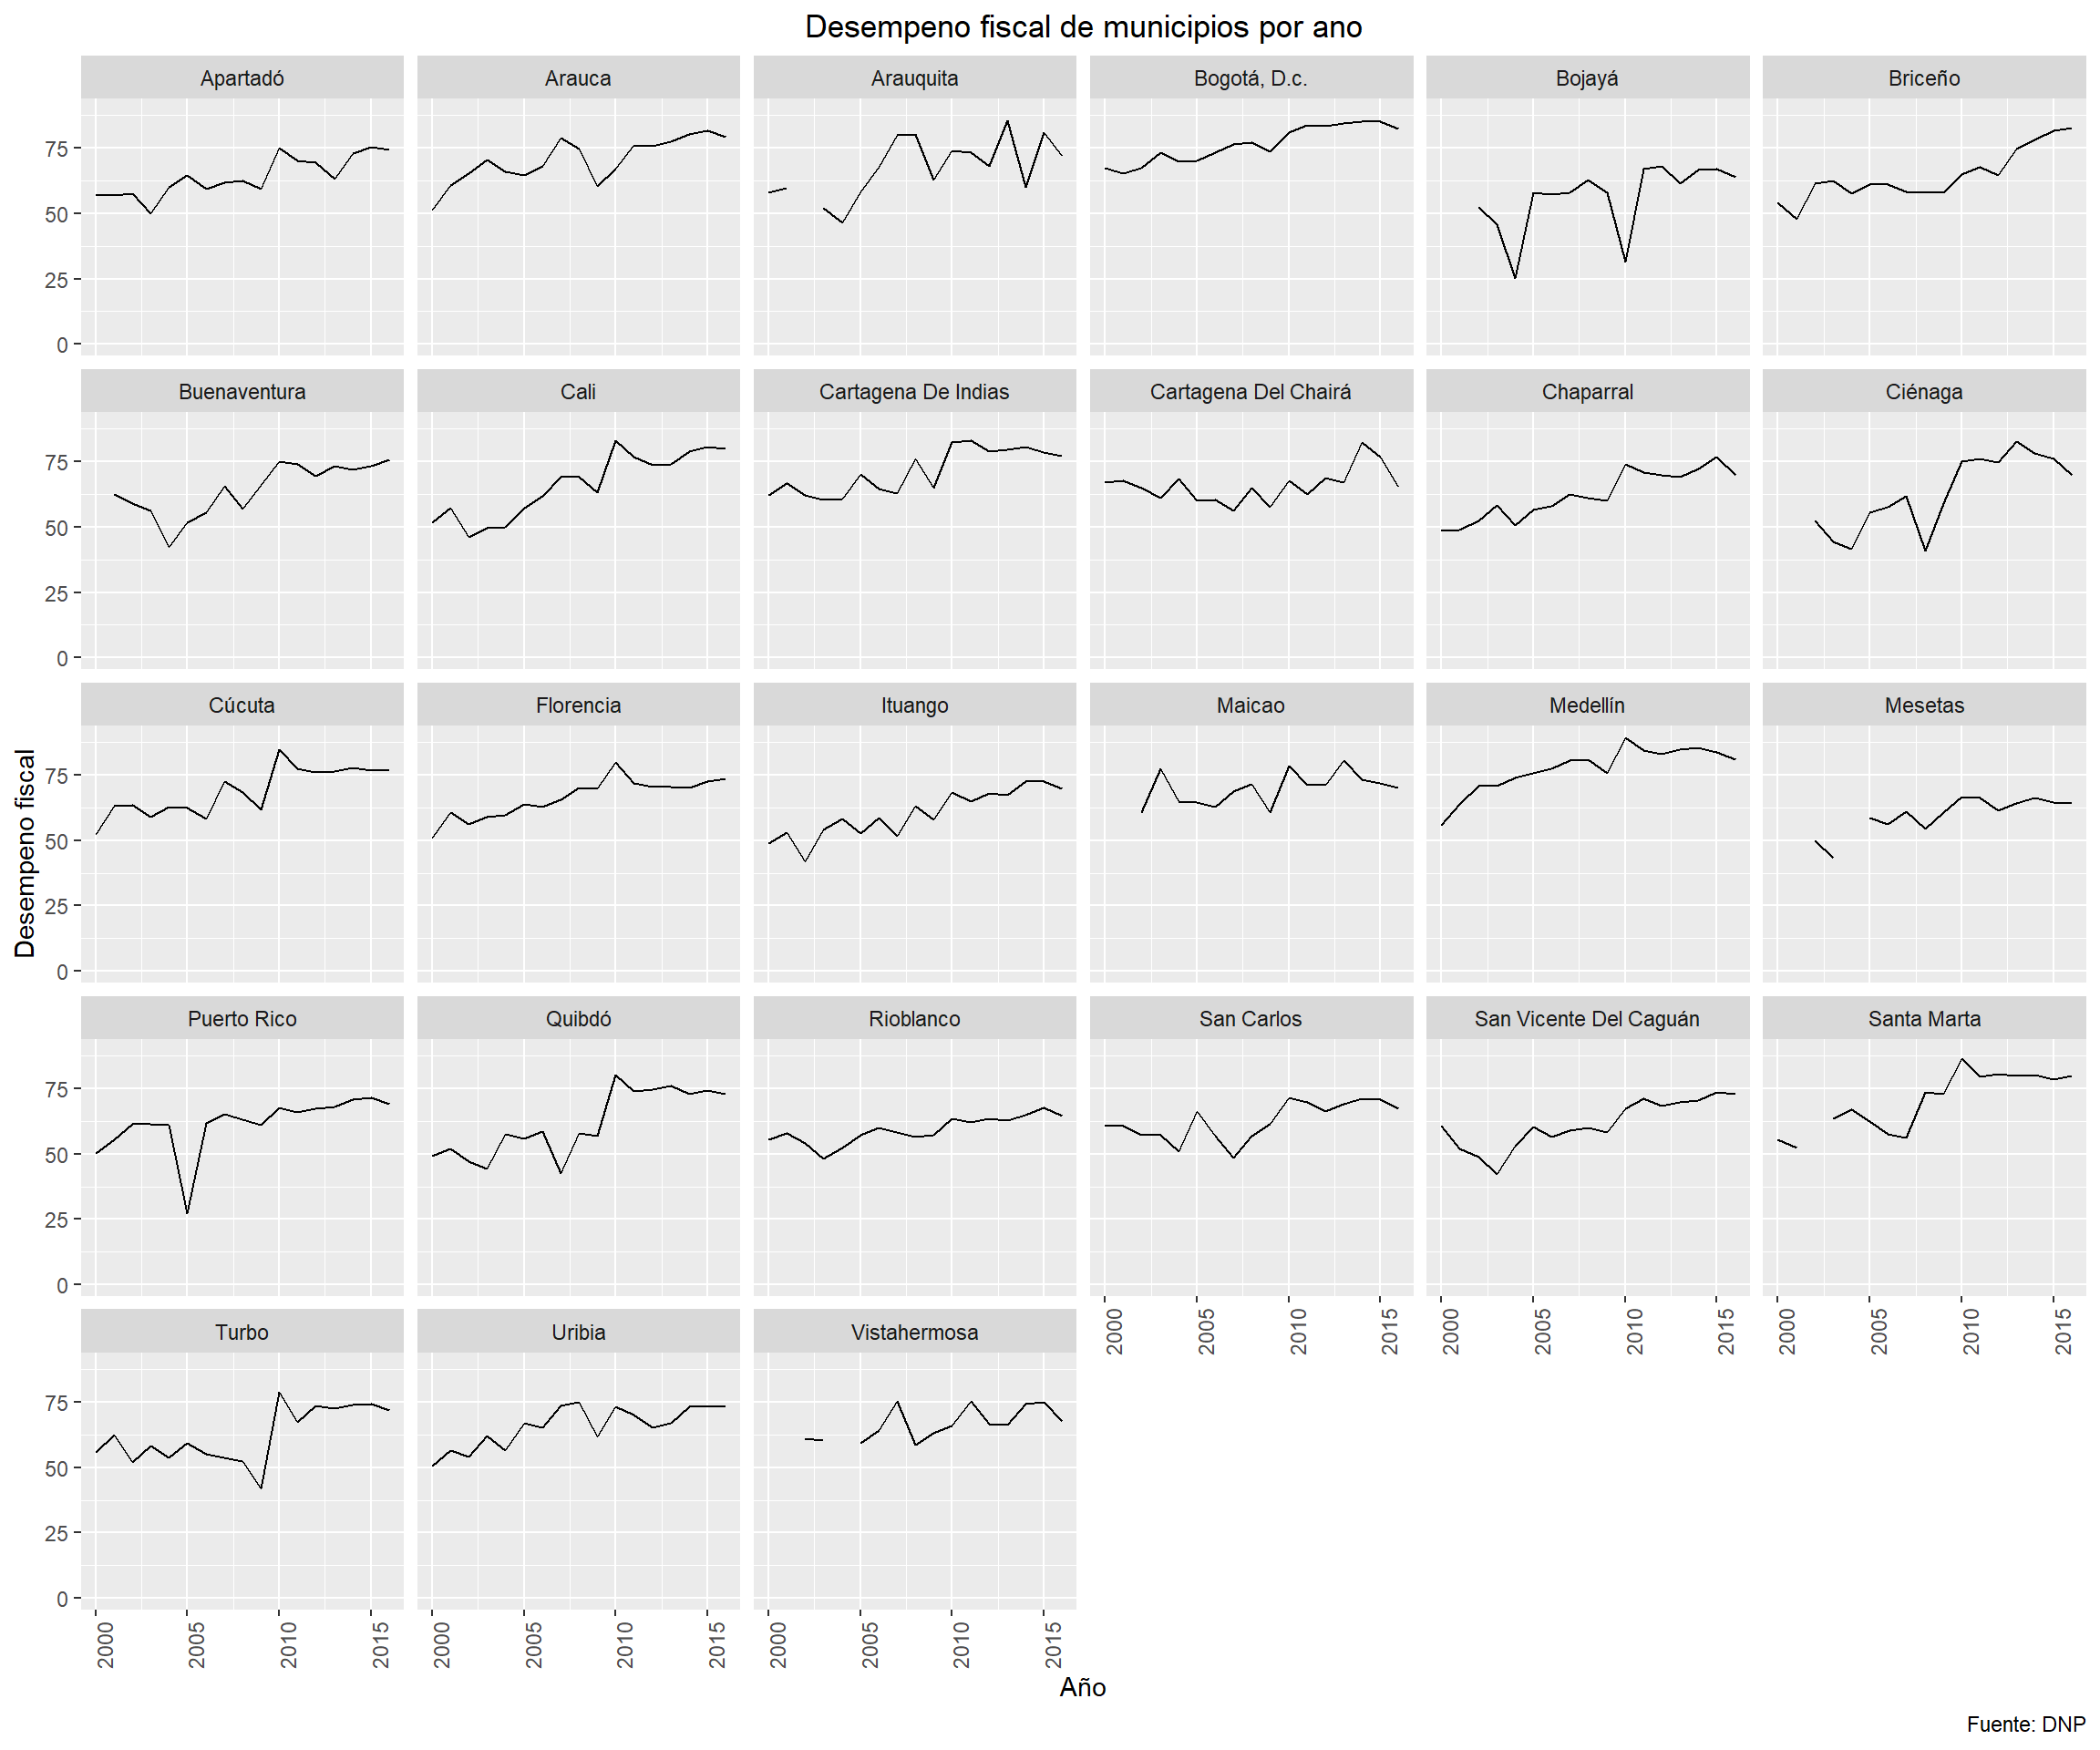 Desempeno fiscal de municipios por ano
Apartadó
Arauca
Arauquita
Bogotá, D.c.
Bojayá
Briceño
75
50
25
0
Buenaventura
Cali
Cartagena De Indias
Cartagena Del Chairá
Chaparral
Ciénaga
75
50
25
0
Cúcuta
Florencia
Ituango
Maicao
Medellín
Mesetas
75
50
25
0
Desempeno fiscal
Puerto Rico
Quibdó
Rioblanco
San Carlos
San Vicente Del Caguán
Santa Marta
75
50
25
0
2000 2005 2010 2015
2000 2005 2010 2015
2000 2005 2010 2015
Turbo
Uribia
Vistahermosa
75
50
25
0
2000 2005 2010 2015
2000 2005 2010 2015
2000 2005 2010 2015
Año
Fuente: DNP